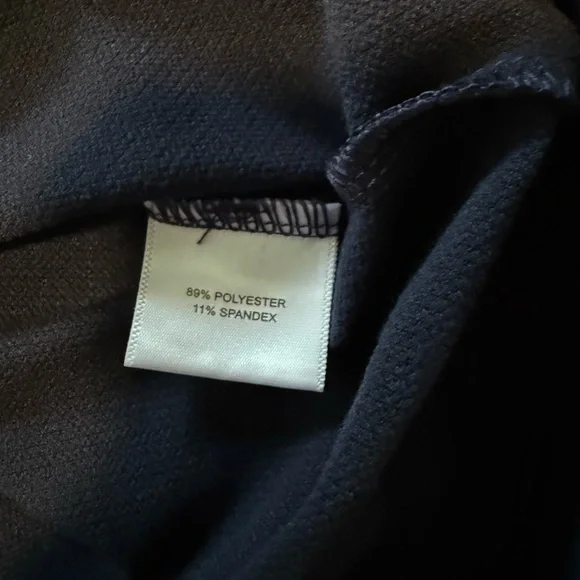 89% POLYESTER
11% SPANDEX